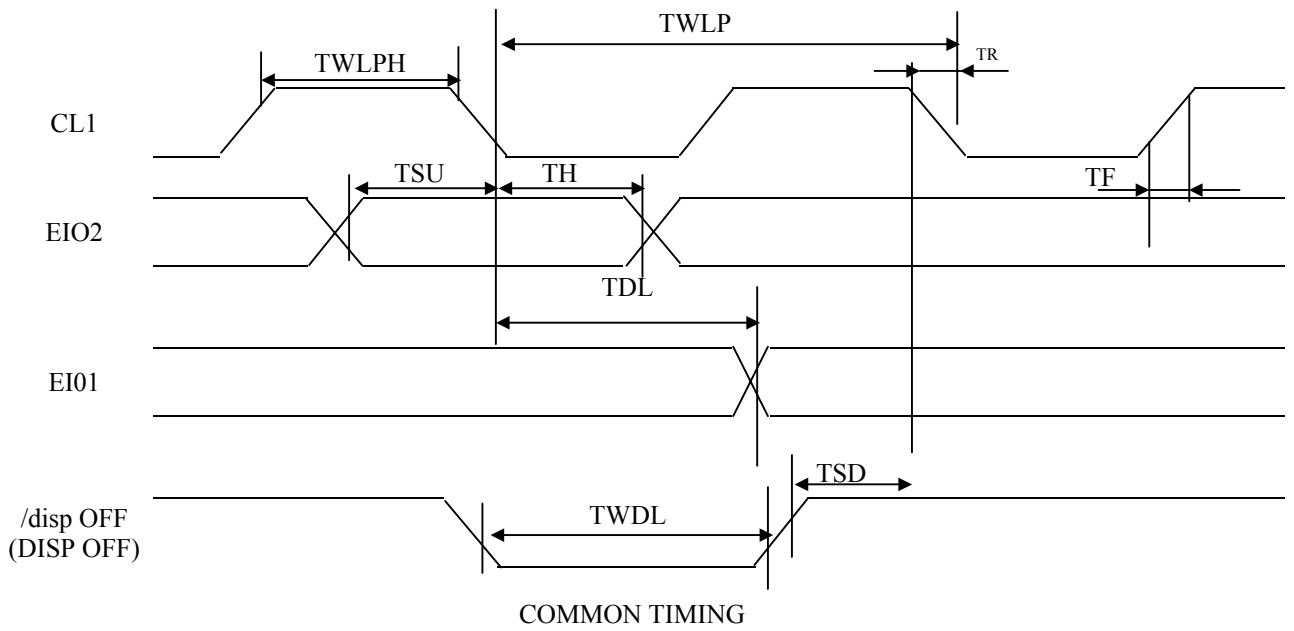 TWLP
TR
TWLPH
CL1
TSU
TH
TF
EIO2
TDL
EI01
TSD
/disp OFF
(DISP OFF)
TWDL
COMMON TIMING